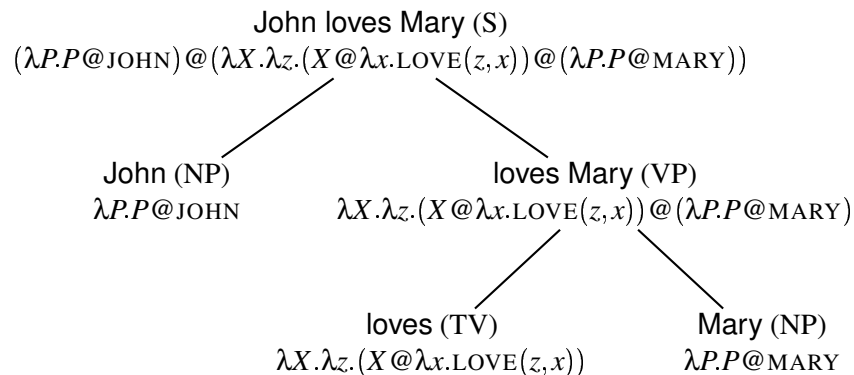 John loves Mary (S)
(λP.P@JOHN)@(λX.λz.(X@λx.LOVE(z,x))@(λP.P@MARY))
John (NP)
λP.P@JOHN
loves Mary (VP)
λX.λz.(X@λx.LOVE(z,x))@(λP.P@MARY)
loves (TV)
λX.λz.(X@λx.LOVE(z,x))
Mary (NP)
λP.P@MARY